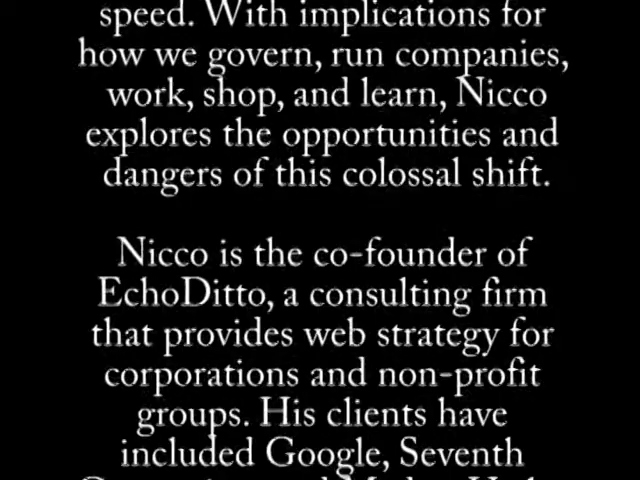 speed. With implications for
how we govern, run companies,
work, shop, and learn, Nicco
explores the opportunities and
dangers of this colossal shift.
Nicco is the co-founder of
EchoDitto, a consulting firm
that provides web strategy for
corporations and non-profit
groups. His clients have
included Google, Seventh